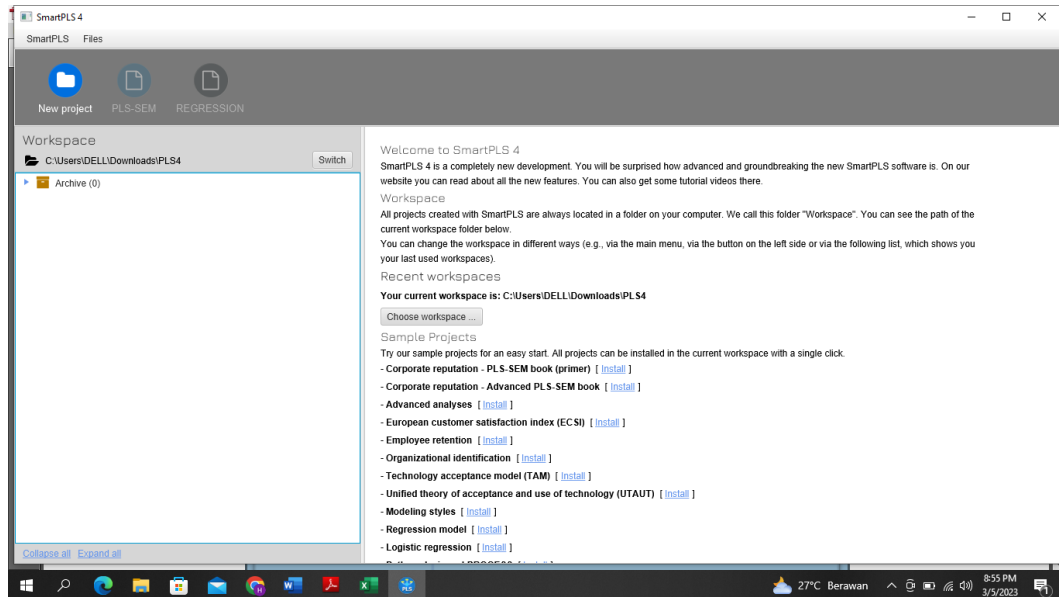 SmartPLS 4
SmartPLS Files
New project PLS-SEM REGRESSION
Workspace
C:\Users\DELL\Downloads\PLS4 Switch
Archive (0)
Collapse all Expand all
Welcome to SmartPLS 4
SmartPLS 4 is a completely new development. You will be surprised how advanced and groundbreaking the new SmartPLS software is. On our
website you can read about all the new features. You can also get some tutorial videos there.
Workspace
All projects created with SmartPLS are always located in a folder on your computer. We call this folder "Workspace". You can see the path of the
current workspace folder below.
You can change the workspace in different ways (e.g., via the main menu, via the button on the left side or via the following list, which shows you
your last used workspaces).
Recent workspaces
Your current workspace is: C:\Users\DELL\Downloads\PLS4
Choose workspace ...
Sample Projects
Try our sample projects for an easy start. All projects can be installed in the current workspace with a single click.
- Corporate reputation - PLS-SEM book (primer) [ Install ]
- Corporate reputation - Advanced PLS-SEM book [ Install ]
- Advanced analyses [ Install ]
- European customer satisfaction index (ECSI) [ Install ]
- Employee retention [ Install ]
- Organizational identification [ Install ]
- Technology acceptance model (TAM) [ Install ]
- Unified theory of acceptance and use of technology (UTAUT) [ Install ]
- Modeling styles [ Install ]
- Regression model [ Install ]
- Logistic regression [ Install ]
27°C Berawan
8:55 PM
3/5/2023